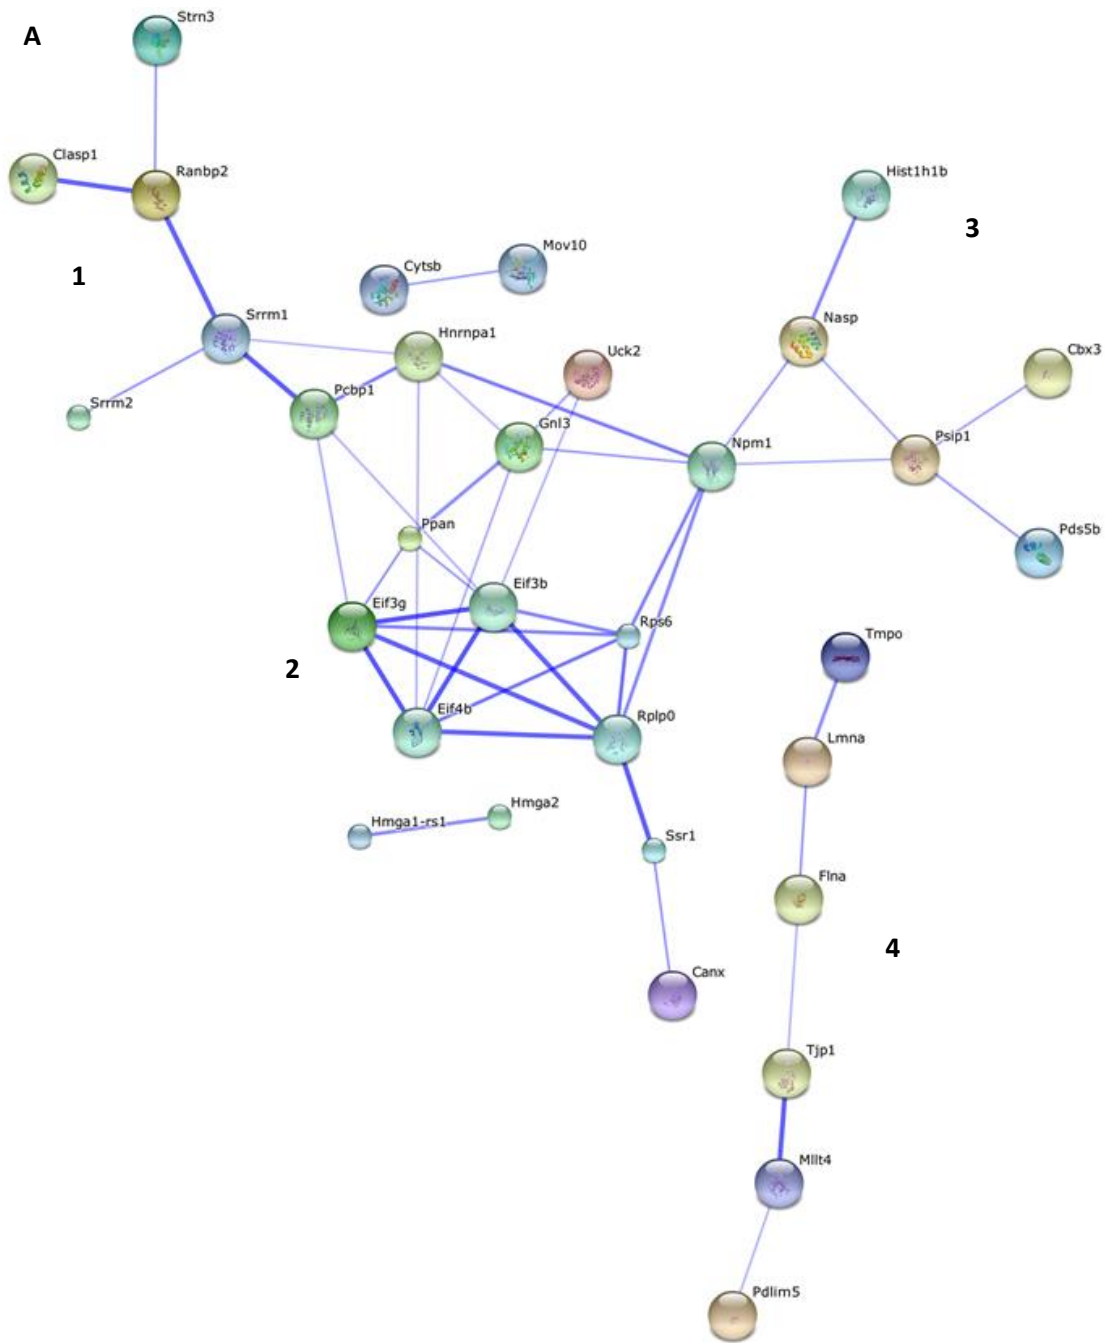 A
Strn3
Clasp1
Ranbp2
Hist1h1b
3
1
Cytsb
Mov10
Srrm1
Hnrnpa1
Nasp
Uck2
Cbx3
Srrm2
Pcbp1
Gnl3
Npm1
Psip1
Ppan
Pds5b
Eif3b
Eif3g
Rps6
Tmpo
2
Eif4b
Rplp0
Lmna
Hmga1-rs1
Hmga2
Ssr1
Flna
4
Canx
Tjp1
Mllt4
Pdlim5